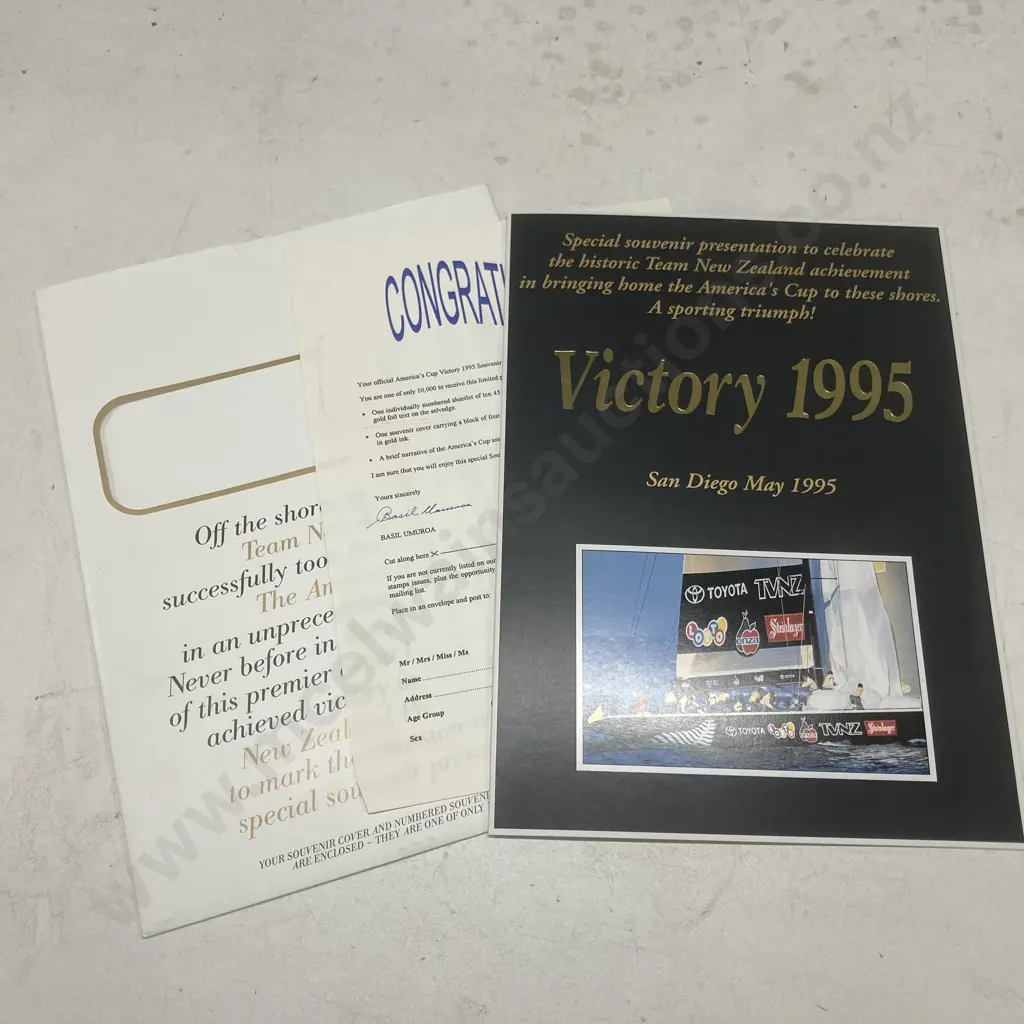 Off the shor
Team N
successfully too
The Am
in an unprece
Never before in
of this premier
achieved vic
New Zeal
to mark the
special sou
YOUR SOUVENIR COVER AND NUMBERED SOUVENI
ARE ENCLOSED – THEY ARE ONE OF ONLY
CONGRAT
Your official America's Cup Victory 1995 Souvenir
You are one of only 10,000 to receive this limited
• One individually numbered sheetlet of ten 45
gold foil text on the selvedge.
• One souvenir cover carrying a block of four
in gold ink.
• A brief narrative of the America's Cup and
I am sure that you will enjoy this special Sou
Yours sincerely
Basil Umuroa
BASIL UMUROA
Cut along here
If you are not currently listed on our
stamps issues, plus the opportunity
mailing list.
Place in an envelope and post to:
Mr / Mrs / Miss / Ms
Name
Address
Age Group
Sex
Special souvenir presentation to celebrate
the historic Team New Zealand achievement
in bringing home the America's Cup to these shores.
A sporting triumph!
Victory 1995
San Diego May 1995
TOYOTA TVNZ
LOTTO enza Steinlager
TOYOTA LOTTO enza TVNZ Steinlager